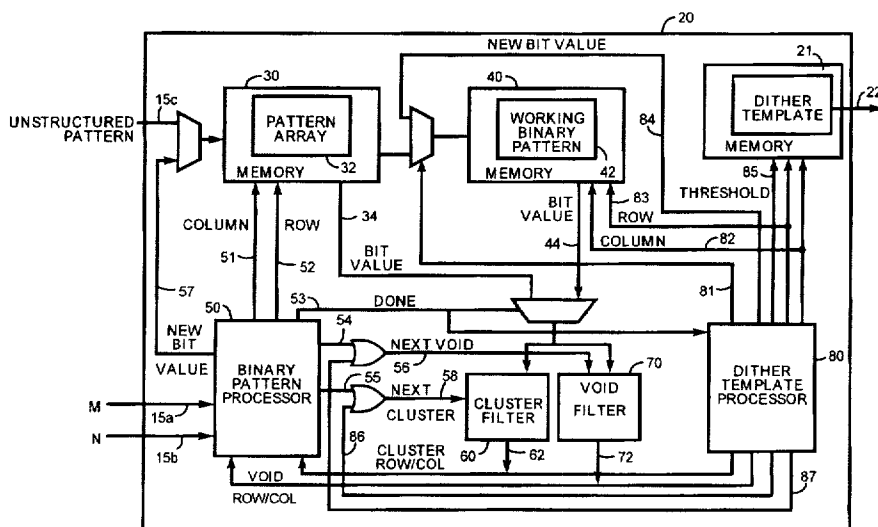 20
NEW BIT VALUE
21
30
40
15c
22
UNSTRUCTURED
PATTERN
PATTERN
ARRAY
WORKING
BINARY
PATTERN
84
DITHER
TEMPLATE
32
42
MEMORY
MEMORY
MEMORY
85
THRESHOLD
83
34
BIT
VALUE
ROW
COLUMN
ROW
COLUMN
82
44
51
52
BIT
VALUE
57
53
DONE
81
50
54
NEW
BIT
VALUE
BINARY
PATTERN
PROCESSOR
NEXT VOID
56
70
80
55
NEXT
58
CLUSTER
CLUSTER
FILTER
VOID
FILTER
DITHER
TEMPLATE
PROCESSOR
M
15a
N
15b
86
60
62
72
CLUSTER
ROW/COL
VOID
ROW/COL
87